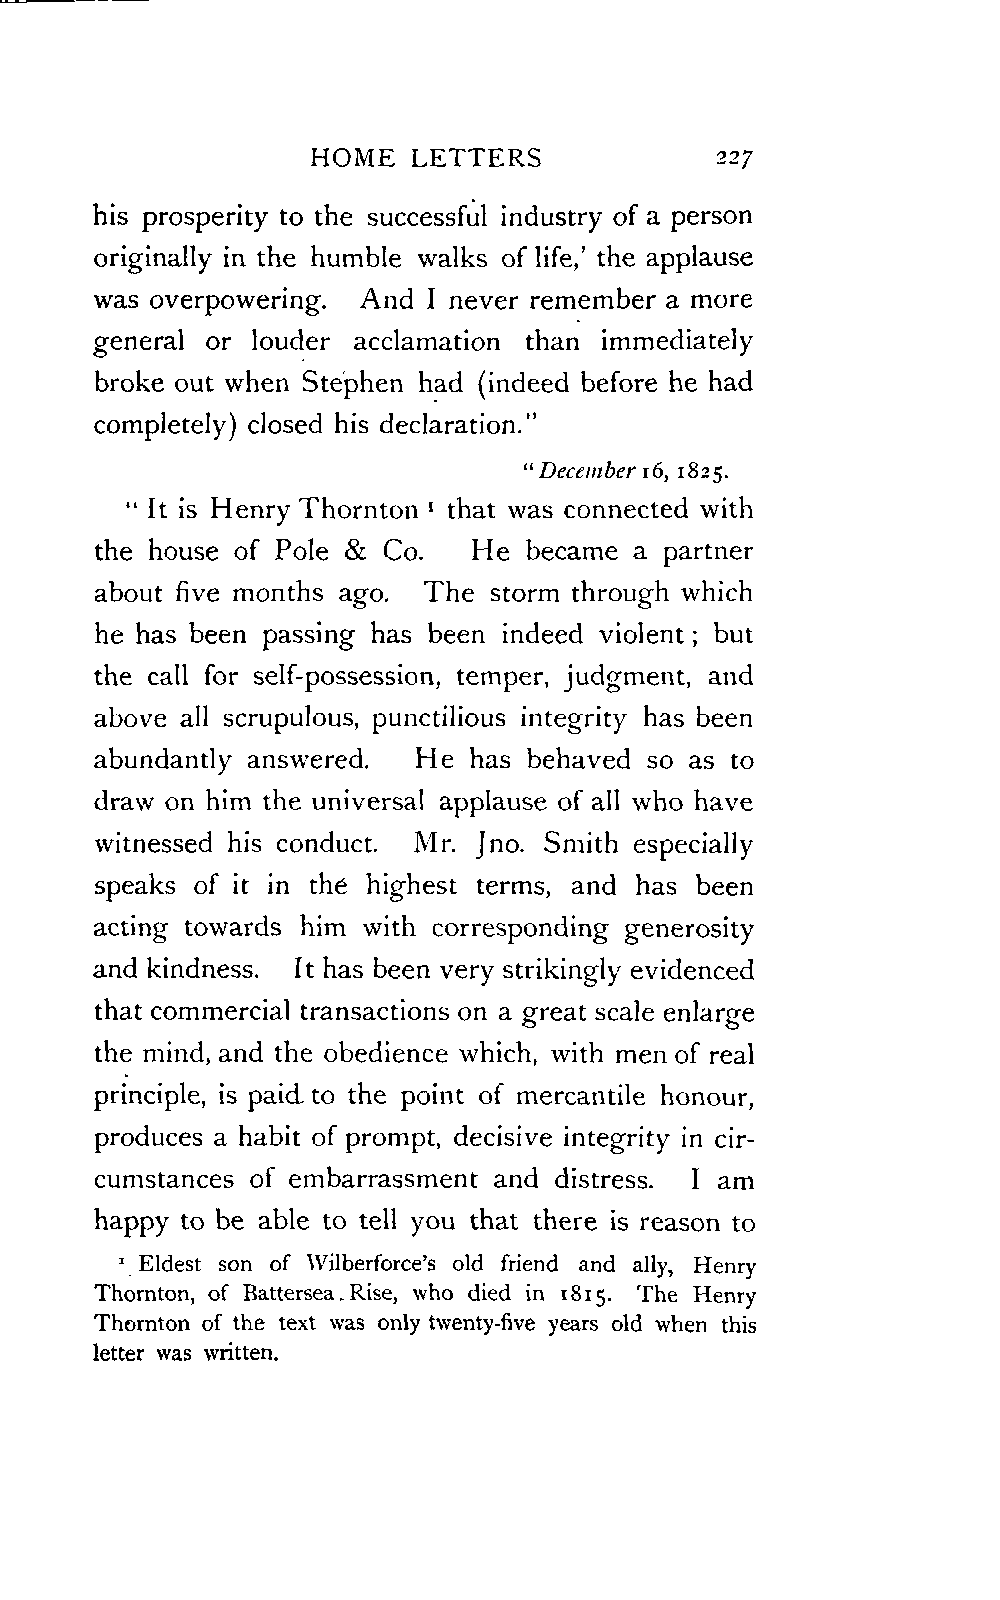 HOME LETTERS 227
his prosperity to the successful industry of a person
originally in the humble walks of life,’ the applause
was overpowering. And I never remember a more
general or louder acclamation than immediately
broke out when Stephen had (indeed before he had
completely) closed his declaration."
"December 16, 1825.
"It is Henry Thornton ¹ that was connected with
the house of Pole & Co. He became a partner
about five months ago. The storm through which
he has been passing has been indeed violent; but
the call for self-possession, temper, judgment, and
above all scrupulous, punctilious integrity has been
abundantly answered. He has behaved so as to
draw on him the universal applause of all who have
witnessed his conduct. Mr. Jno. Smith especially
speaks of it in the highest terms, and has been
acting towards him with corresponding generosity
and kindness. It has been very strikingly evidenced
that commercial transactions on a great scale enlarge
the mind, and the obedience which, with men of real
principle, is paid to the point of mercantile honour,
produces a habit of prompt, decisive integrity in cir-
cumstances of embarrassment and distress. I am
happy to be able to tell you that there is reason to
¹ Eldest son of Wilberforce's old friend and ally, Henry
Thornton, of Battersea Rise, who died in 1815. The Henry
Thornton of the text was only twenty-five years old when this
letter was written.